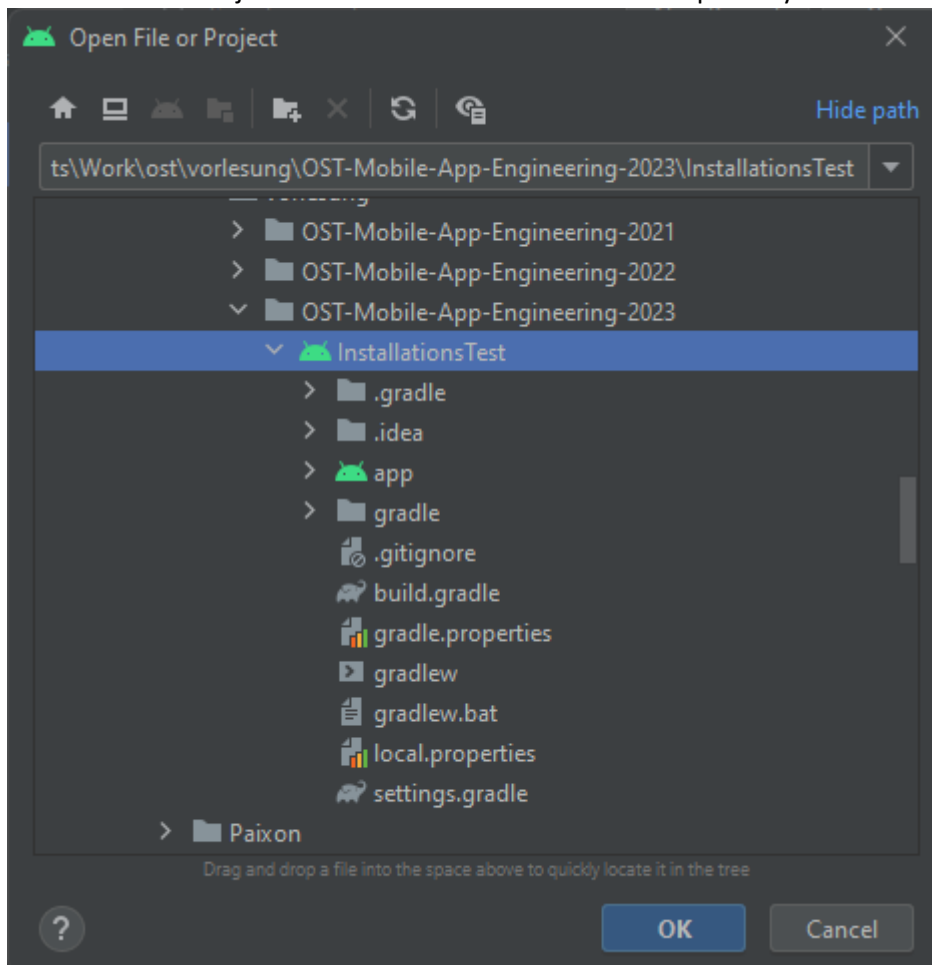 Open File or Project
Hide path
ts\Work\ost\vorlesung\OST-Mobile-App-Engineering-2023\InstallationsTest
OST-Mobile-App-Engineering-2021
OST-Mobile-App-Engineering-2022
OST-Mobile-App-Engineering-2023
InstallationsTest
.gradle
.idea
app
gradle
.gitignore
build.gradle
gradle.properties
gradlew
gradlew.bat
local.properties
settings.gradle
Paixon
Drag and drop a file into the space above to quickly locate it in the tree
? OK Cancel